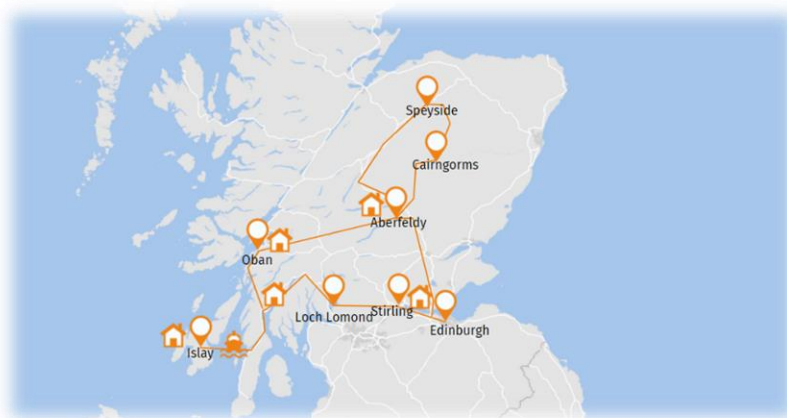 Speyside
Cairngorms
Aberfeldy
Oban
Loch Lomond
Stirling
Edinburgh
Islay